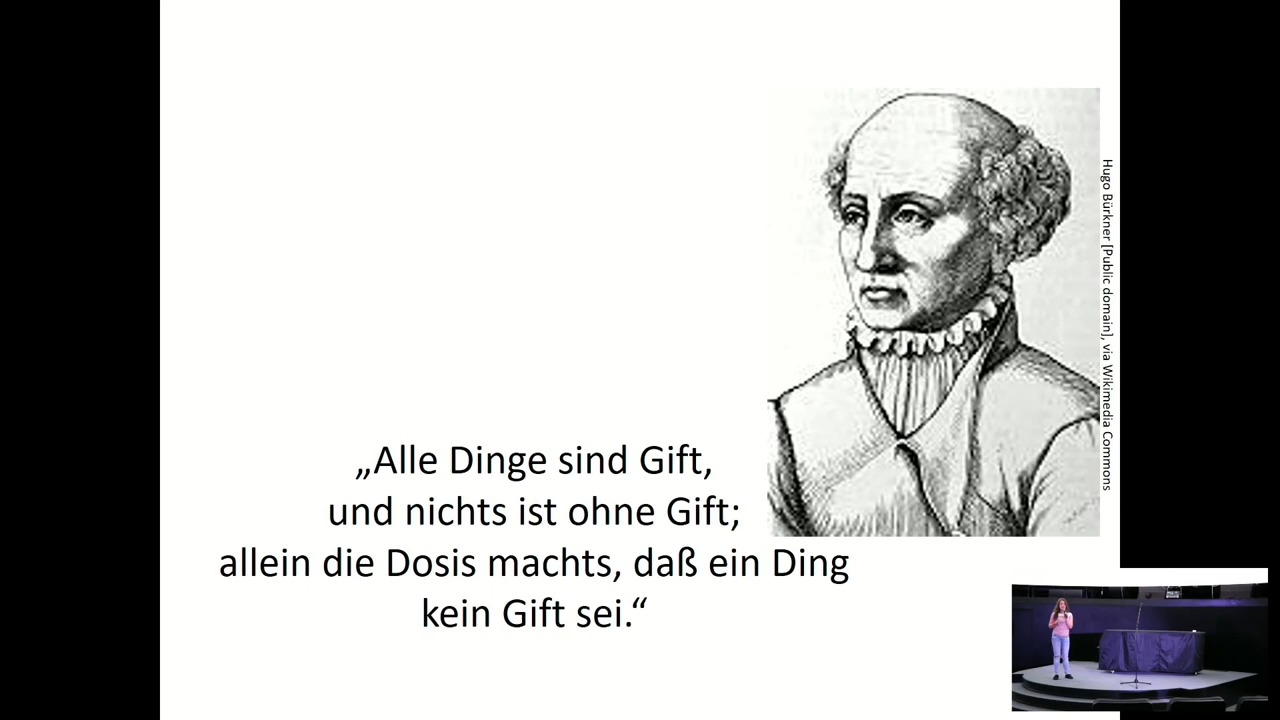 „Alle Dinge sind Gift,
und nichts ist ohne Gift;
allein die Dosis machts, daß ein Ding
kein Gift sei.“
Hugo Bürkner [Public domain], via Wikimedia Commons